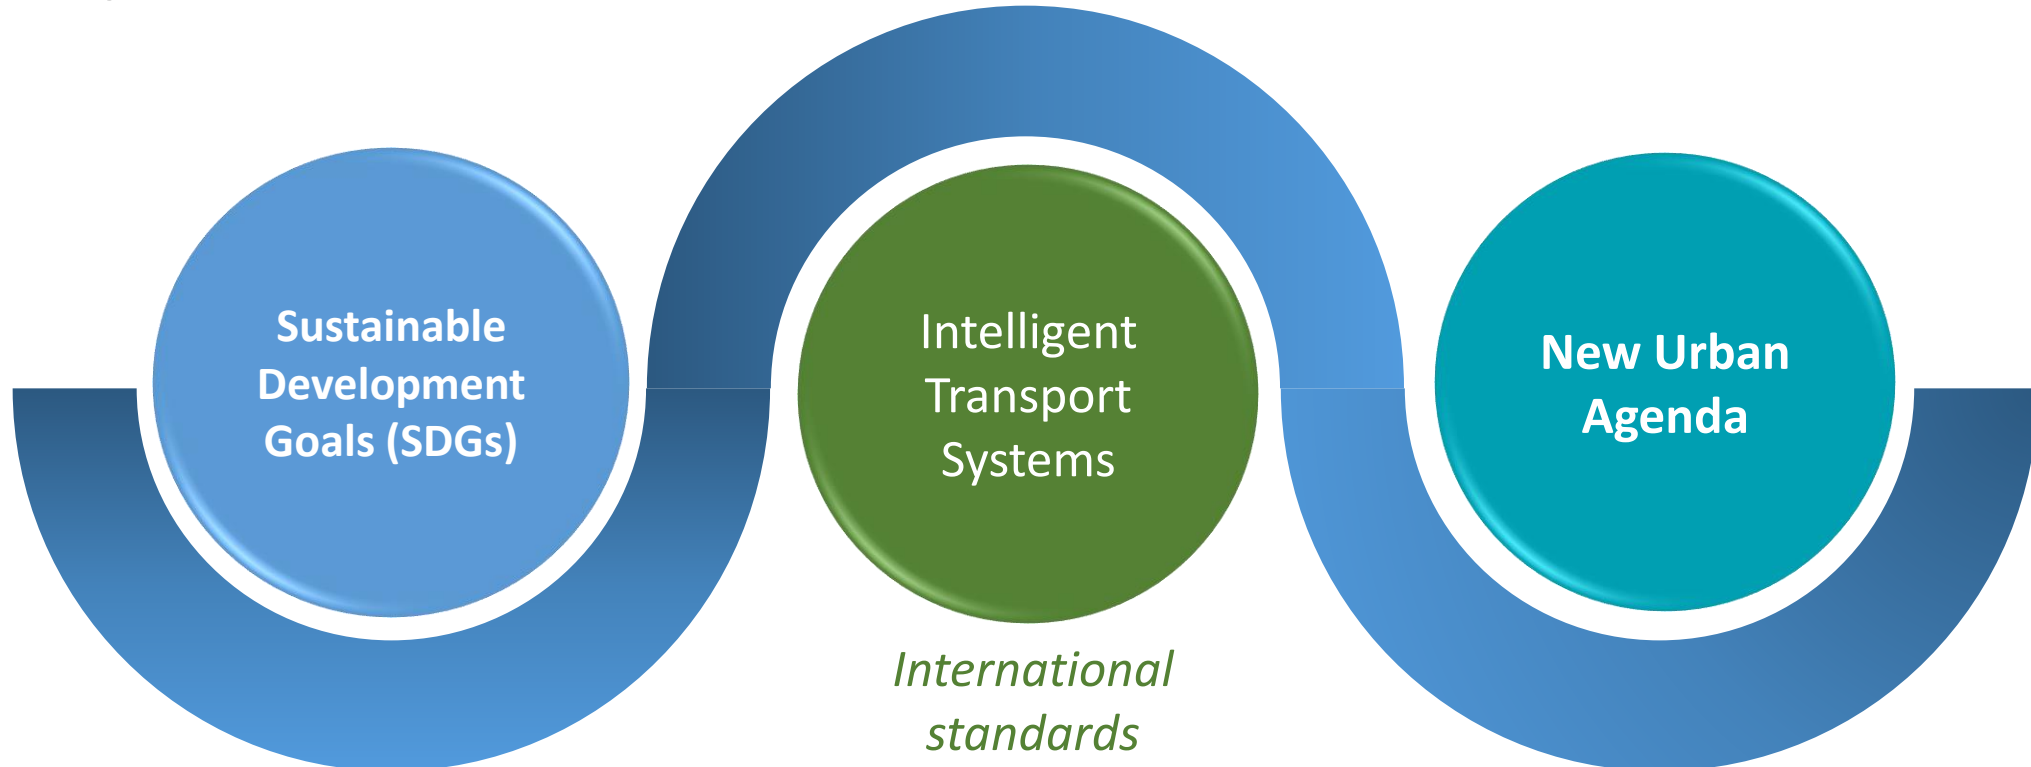 Sustainable
Development
Goals (SDGs)
Intelligent
Transport
Systems
International
standards
New Urban
Agenda